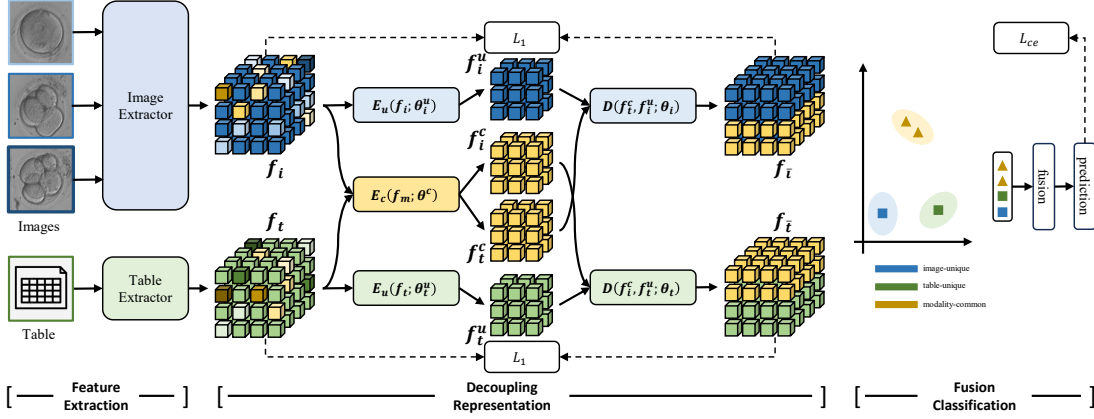 Images
Table
Image
Extractor
Table
Extractor
f_i
f_t
E_u(f_i; θ_i^u)
E_c(f_m; θ^c)
E_u(f_t; θ_t^u)
L_1
f_i^u
f_i^c
f_t^c
f_t^u
L_1
D(f_t^c, f_i^u; θ_i)
D(f_i^c, f_t^u; θ_t)
f_ī
f_t̄
L_ce
fusion
prediction
image-unique
table-unique
modality-common
[ Feature
Extraction ]
[ Decoupling
Representation ]
[ Fusion
Classification ]